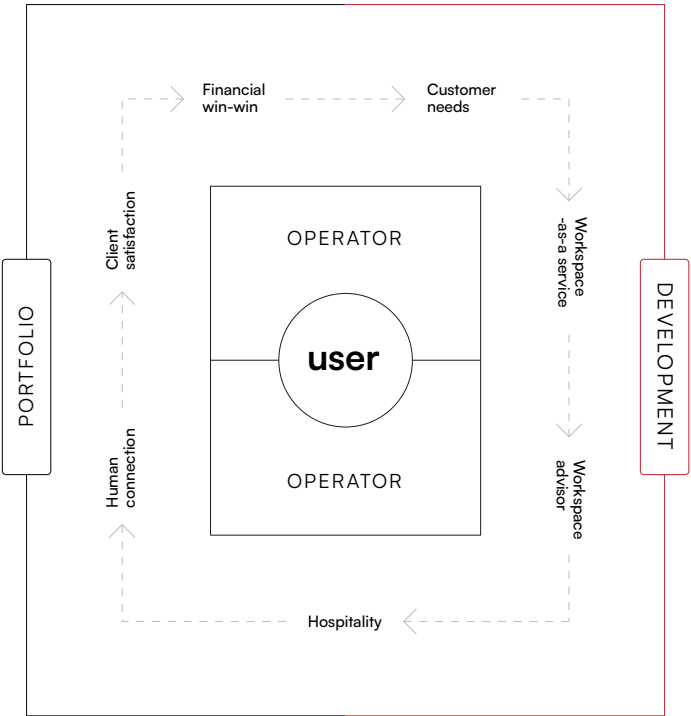 Financial
win-win
Customer
needs
Client
satisfaction
OPERATOR
Workspace
-as-a service
PORTFOLIO
user
DEVELOPMENT
Human
connection
OPERATOR
Workspace
advisor
Hospitality